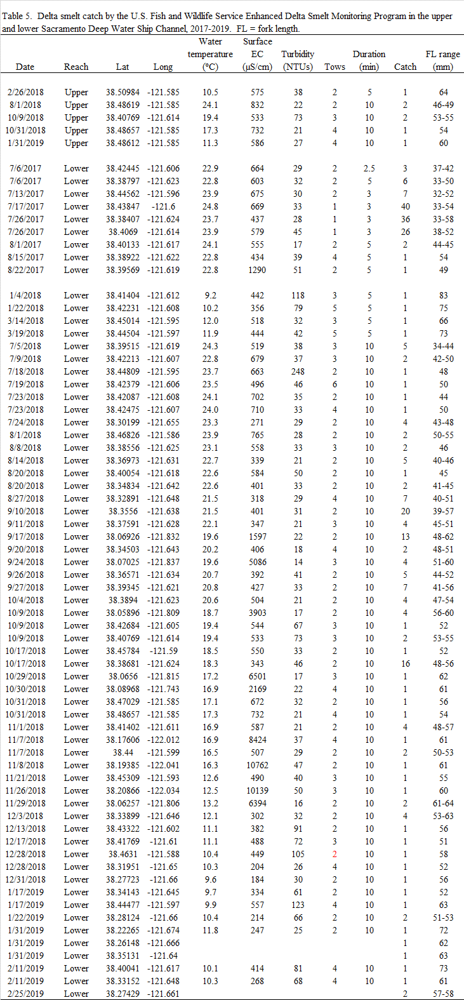 Table 5. Delta smelt catch by the U.S. Fish and Wildlife Service Enhanced Delta Smelt Monitoring Program in the upper
and lower Sacramento Deep Water Ship Channel, 2017-2019. FL = fork length.
Water Surface
temperature EC Turbidity Duration FL range
Date Reach Lat Long (°C) (µS/cm) (NTUs) Tows (min) Catch (mm)
2/26/2018 Upper 38.50984 -121.585 10.5 575 38 2 5 1 64
8/1/2018 Upper 38.48619 -121.585 24.1 832 22 2 10 2 46-49
10/9/2018 Upper 38.40769 -121.614 19.4 533 73 3 10 2 53-55
10/31/2018 Upper 38.48657 -121.585 17.3 732 21 4 10 1 54
1/31/2019 Upper 38.48612 -121.585 11.3 586 27 4 10 1 60
7/6/2017 Lower 38.42445 -121.606 22.9 664 29 2 2.5 3 37-42
7/6/2017 Lower 38.38797 -121.623 22.8 603 32 2 5 6 33-50
7/13/2017 Lower 38.44562 -121.596 23.9 675 30 2 3 7 32-52
7/17/2017 Lower 38.43847 -121.6 24.8 669 33 1 3 40 33-54
7/26/2017 Lower 38.38407 -121.624 23.7 437 28 1 3 36 33-58
7/26/2017 Lower 38.4069 -121.614 23.9 579 45 1 3 26 38-52
8/1/2017 Lower 38.40133 -121.617 24.1 555 17 2 5 2 44-45
8/15/2017 Lower 38.38922 -121.622 22.8 434 39 4 5 1 54
8/22/2017 Lower 38.39569 -121.619 22.8 1290 51 2 5 1 49
1/4/2018 Lower 38.41404 -121.612 9.2 442 118 3 5 1 83
1/22/2018 Lower 38.42231 -121.608 10.2 356 79 5 5 1 75
3/14/2018 Lower 38.45014 -121.595 12.0 518 32 3 5 1 66
3/19/2018 Lower 38.44504 -121.597 11.9 444 42 5 5 1 73
7/5/2018 Lower 38.39515 -121.619 24.3 519 38 3 10 5 34-44
7/9/2018 Lower 38.42213 -121.607 22.8 679 37 3 10 2 42-50
7/18/2018 Lower 38.44809 -121.595 23.7 663 248 2 10 1 48
7/19/2018 Lower 38.42379 -121.606 23.5 496 46 6 10 1 50
7/23/2018 Lower 38.42087 -121.608 24.1 702 35 2 10 1 44
7/23/2018 Lower 38.42475 -121.607 24.0 710 33 4 10 1 50
7/24/2018 Lower 38.30199 -121.655 23.3 271 29 2 10 4 43-48
8/1/2018 Lower 38.46826 -121.586 23.9 765 28 2 10 2 50-55
8/8/2018 Lower 38.38556 -121.625 23.1 558 33 3 10 2 46
8/14/2018 Lower 38.36973 -121.631 22.7 339 21 2 10 5 40-46
8/20/2018 Lower 38.40054 -121.618 22.6 584 50 2 10 1 45
8/20/2018 Lower 38.34834 -121.642 22.6 401 33 2 10 2 41-45
8/27/2018 Lower 38.32891 -121.648 21.5 318 29 4 10 7 40-51
9/10/2018 Lower 38.3556 -121.638 21.5 401 31 2 10 20 39-57
9/11/2018 Lower 38.37591 -121.628 22.1 347 21 3 10 4 45-51
9/17/2018 Lower 38.06926 -121.832 19.6 1597 22 2 10 13 48-62
9/20/2018 Lower 38.34503 -121.643 20.2 406 18 4 10 2 48-51
9/24/2018 Lower 38.07025 -121.837 19.6 5086 14 3 10 4 51-60
9/26/2018 Lower 38.36571 -121.634 20.7 392 41 2 10 5 44-52
9/27/2018 Lower 38.39345 -121.621 20.8 427 33 2 10 7 41-56
10/4/2018 Lower 38.3894 -121.623 20.6 504 21 2 10 4 47-54
10/9/2018 Lower 38.05896 -121.809 18.7 3903 17 2 10 4 56-60
10/9/2018 Lower 38.42684 -121.605 19.4 544 67 3 10 1 52
10/9/2018 Lower 38.40769 -121.614 19.4 533 73 3 10 2 53-55
10/17/2018 Lower 38.45784 -121.59 18.5 550 33 2 10 1 52
10/17/2018 Lower 38.38681 -121.624 18.3 343 46 2 10 16 48-56
10/29/2018 Lower 38.0656 -121.815 17.2 6501 17 3 10 1 62
10/30/2018 Lower 38.08968 -121.743 16.9 2169 22 4 10 1 61
10/31/2018 Lower 38.47029 -121.585 17.1 672 32 2 10 1 56
10/31/2018 Lower 38.48657 -121.585 17.3 732 21 4 10 1 54
11/1/2018 Lower 38.41402 -121.611 16.9 587 21 2 10 4 48-57
11/7/2018 Lower 38.17606 -122.012 16.9 8424 37 4 10 1 61
11/7/2018 Lower 38.44 -121.599 16.5 507 29 2 10 2 50-53
11/8/2018 Lower 38.19385 -122.041 16.3 10762 47 2 10 1 61
11/21/2018 Lower 38.45309 -121.593 12.6 490 40 3 10 1 55
11/26/2018 Lower 38.20866 -122.034 12.5 10139 50 3 10 1 60
11/29/2018 Lower 38.06257 -121.806 13.2 6394 16 2 10 2 61-64
12/3/2018 Lower 38.33899 -121.646 12.1 302 32 2 10 4 53-63
12/13/2018 Lower 38.43322 -121.602 11.1 382 91 2 10 1 56
12/17/2018 Lower 38.41769 -121.61 11.1 488 72 3 10 1 51
12/28/2018 Lower 38.4631 -121.588 10.4 449 105 2 10 1 58
12/28/2018 Lower 38.31951 -121.65 10.3 204 26 4 10 1 52
12/31/2018 Lower 38.27723 -121.66 9.6 184 30 2 10 1 56
1/17/2019 Lower 38.34143 -121.645 9.7 334 61 2 10 1 52
1/17/2019 Lower 38.44477 -121.597 9.9 557 123 4 10 1 63
1/22/2019 Lower 38.28124 -121.66 10.4 214 66 2 10 2 51-53
1/31/2019 Lower 38.22265 -121.674 11.8 247 25 2 10 1 72
1/31/2019 Lower 38.26148 -121.666 1 62
1/31/2019 Lower 38.35131 -121.64 1 63
2/11/2019 Lower 38.40041 -121.617 10.1 414 81 4 10 1 73
2/11/2019 Lower 38.33152 -121.648 10.3 268 68 4 10 1 61
2/25/2019 Lower 38.27429 -121.661 2 57-58